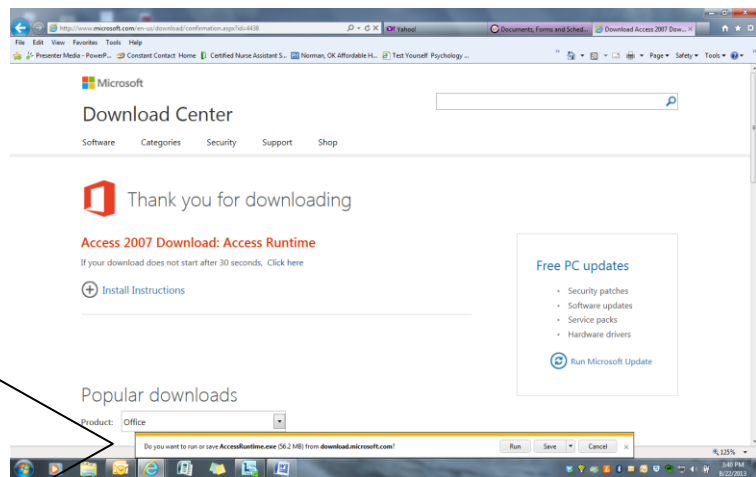 http://www.microsoft.com/en-us/download/confirmation.aspx?id=4438
Yahoo!
Documents, Forms and Sched...
Download Access 2007 Dow...
File Edit View Favorites Tools Help
Presenter Media - PowerP...
Constant Contact Home
Certified Nurse Assistant S...
Norman, OK Affordable H...
Test Yourself Psychology ...
Page Safety Tools
Microsoft
Download Center
Software Categories Security Support Shop
Thank you for downloading
Access 2007 Download: Access Runtime
If your download does not start after 30 seconds, Click here
Install Instructions
Free PC updates
• Security patches
• Software updates
• Service packs
• Hardware drivers
Run Microsoft Update
Popular downloads
Product: Office
Do you want to run or save AccessRuntime.exe (56.2 MB) from download.microsoft.com?
Run Save Cancel
125%
3:40 PM
8/22/2013